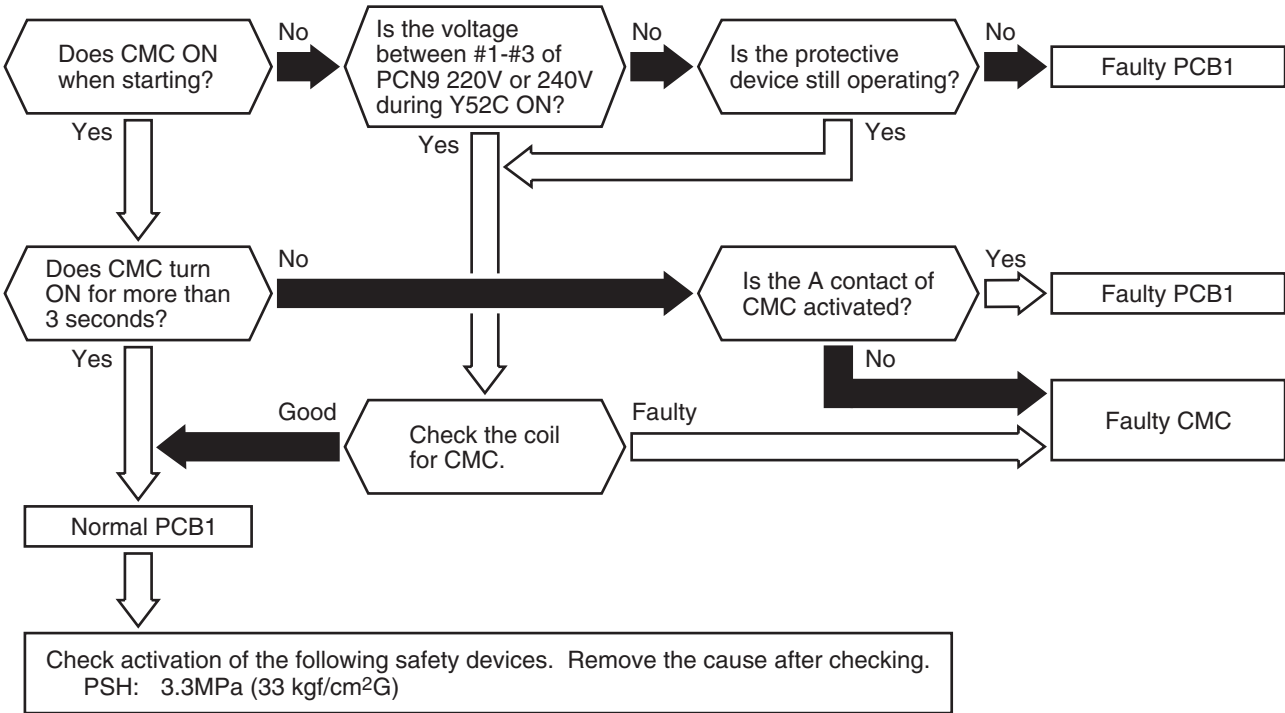 Does CMC ON
when starting?
No
Is the voltage
between #1-#3 of
PCN9 220V or 240V
during Y52C ON?
No
Is the protective
device still operating?
No
Faulty PCB1
Yes
Yes
Yes
Does CMC turn
ON for more than
3 seconds?
No
Is the A contact of
CMC activated?
Yes
Faulty PCB1
Yes
No
Good
Check the coil
for CMC.
Faulty
Faulty CMC
Normal PCB1
Check activation of the following safety devices. Remove the cause after checking.
PSH: 3.3MPa (33 kgf/cm2G)